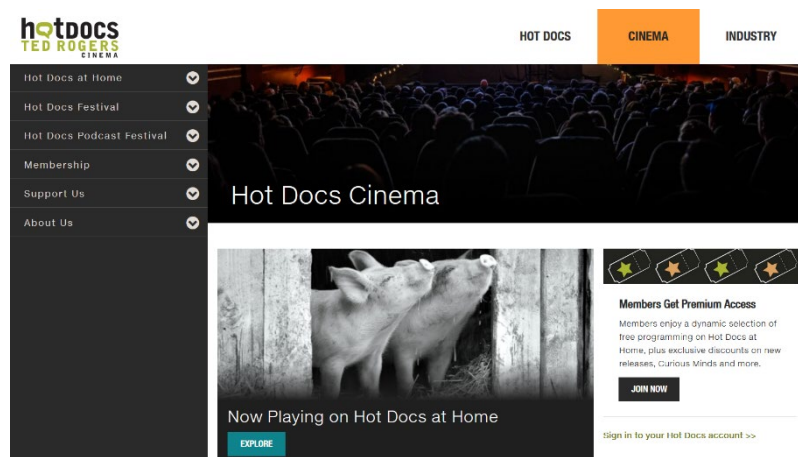 hotDOCS
TED ROGERS
CINEMA
HOT DOCS
CINEMA
INDUSTRY
Hot Docs at Home
Hot Docs Festival
Hot Docs Podcast Festival
Membership
Support Us
About Us
Hot Docs Cinema
Now Playing on Hot Docs at Home
EXPLORE
Members Get Premium Access
Members enjoy a dynamic selection of
free programming on Hot Docs at
Home, plus exclusive discounts on new
releases, Curious Minds and more.
JOIN NOW
Sign in to your Hot Docs account >>